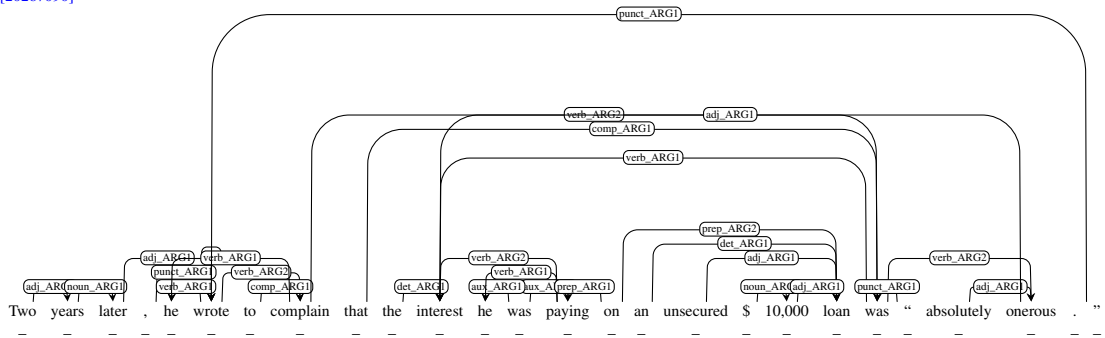 punct_ARG1
verb_ARG2 adj_ARG1
comp_ARG1
verb_ARG1
prep_ARG2
det_ARG1
adj_ARG1 verb_ARG1 verb_ARG2 adj_ARG1 verb_ARG2
punct_ARG1 verb_ARG2 verb_ARG1
noun_ARG1 verb_ARG1 comp_ARG1 det_ARG1 aux_ARG1 prep_ARG1 adj_ARG1 punct_ARG1 adj_ARG1
Two years later , he wrote to complain that the interest he was paying on an unsecured $ 10,000 loan was “ absolutely onerous . ”
_ _ _ _ _ _ _ _ _ _ _ _ _ _ _ _ _ _ _ _ _ _ _ _ _ _